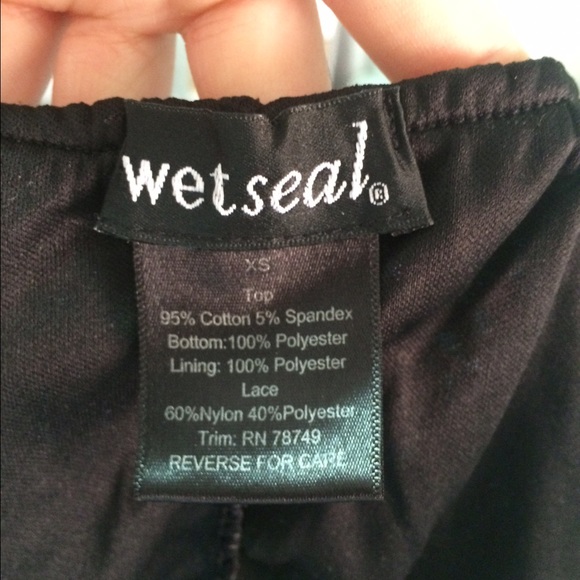 wetseal®
XS
Top
95% Cotton 5% Spandex
Bottom:100% Polyester
Lining: 100% Polyester
Lace
60%Nylon 40%Polyester
Trim: RN 78749
REVERSE FOR CARE